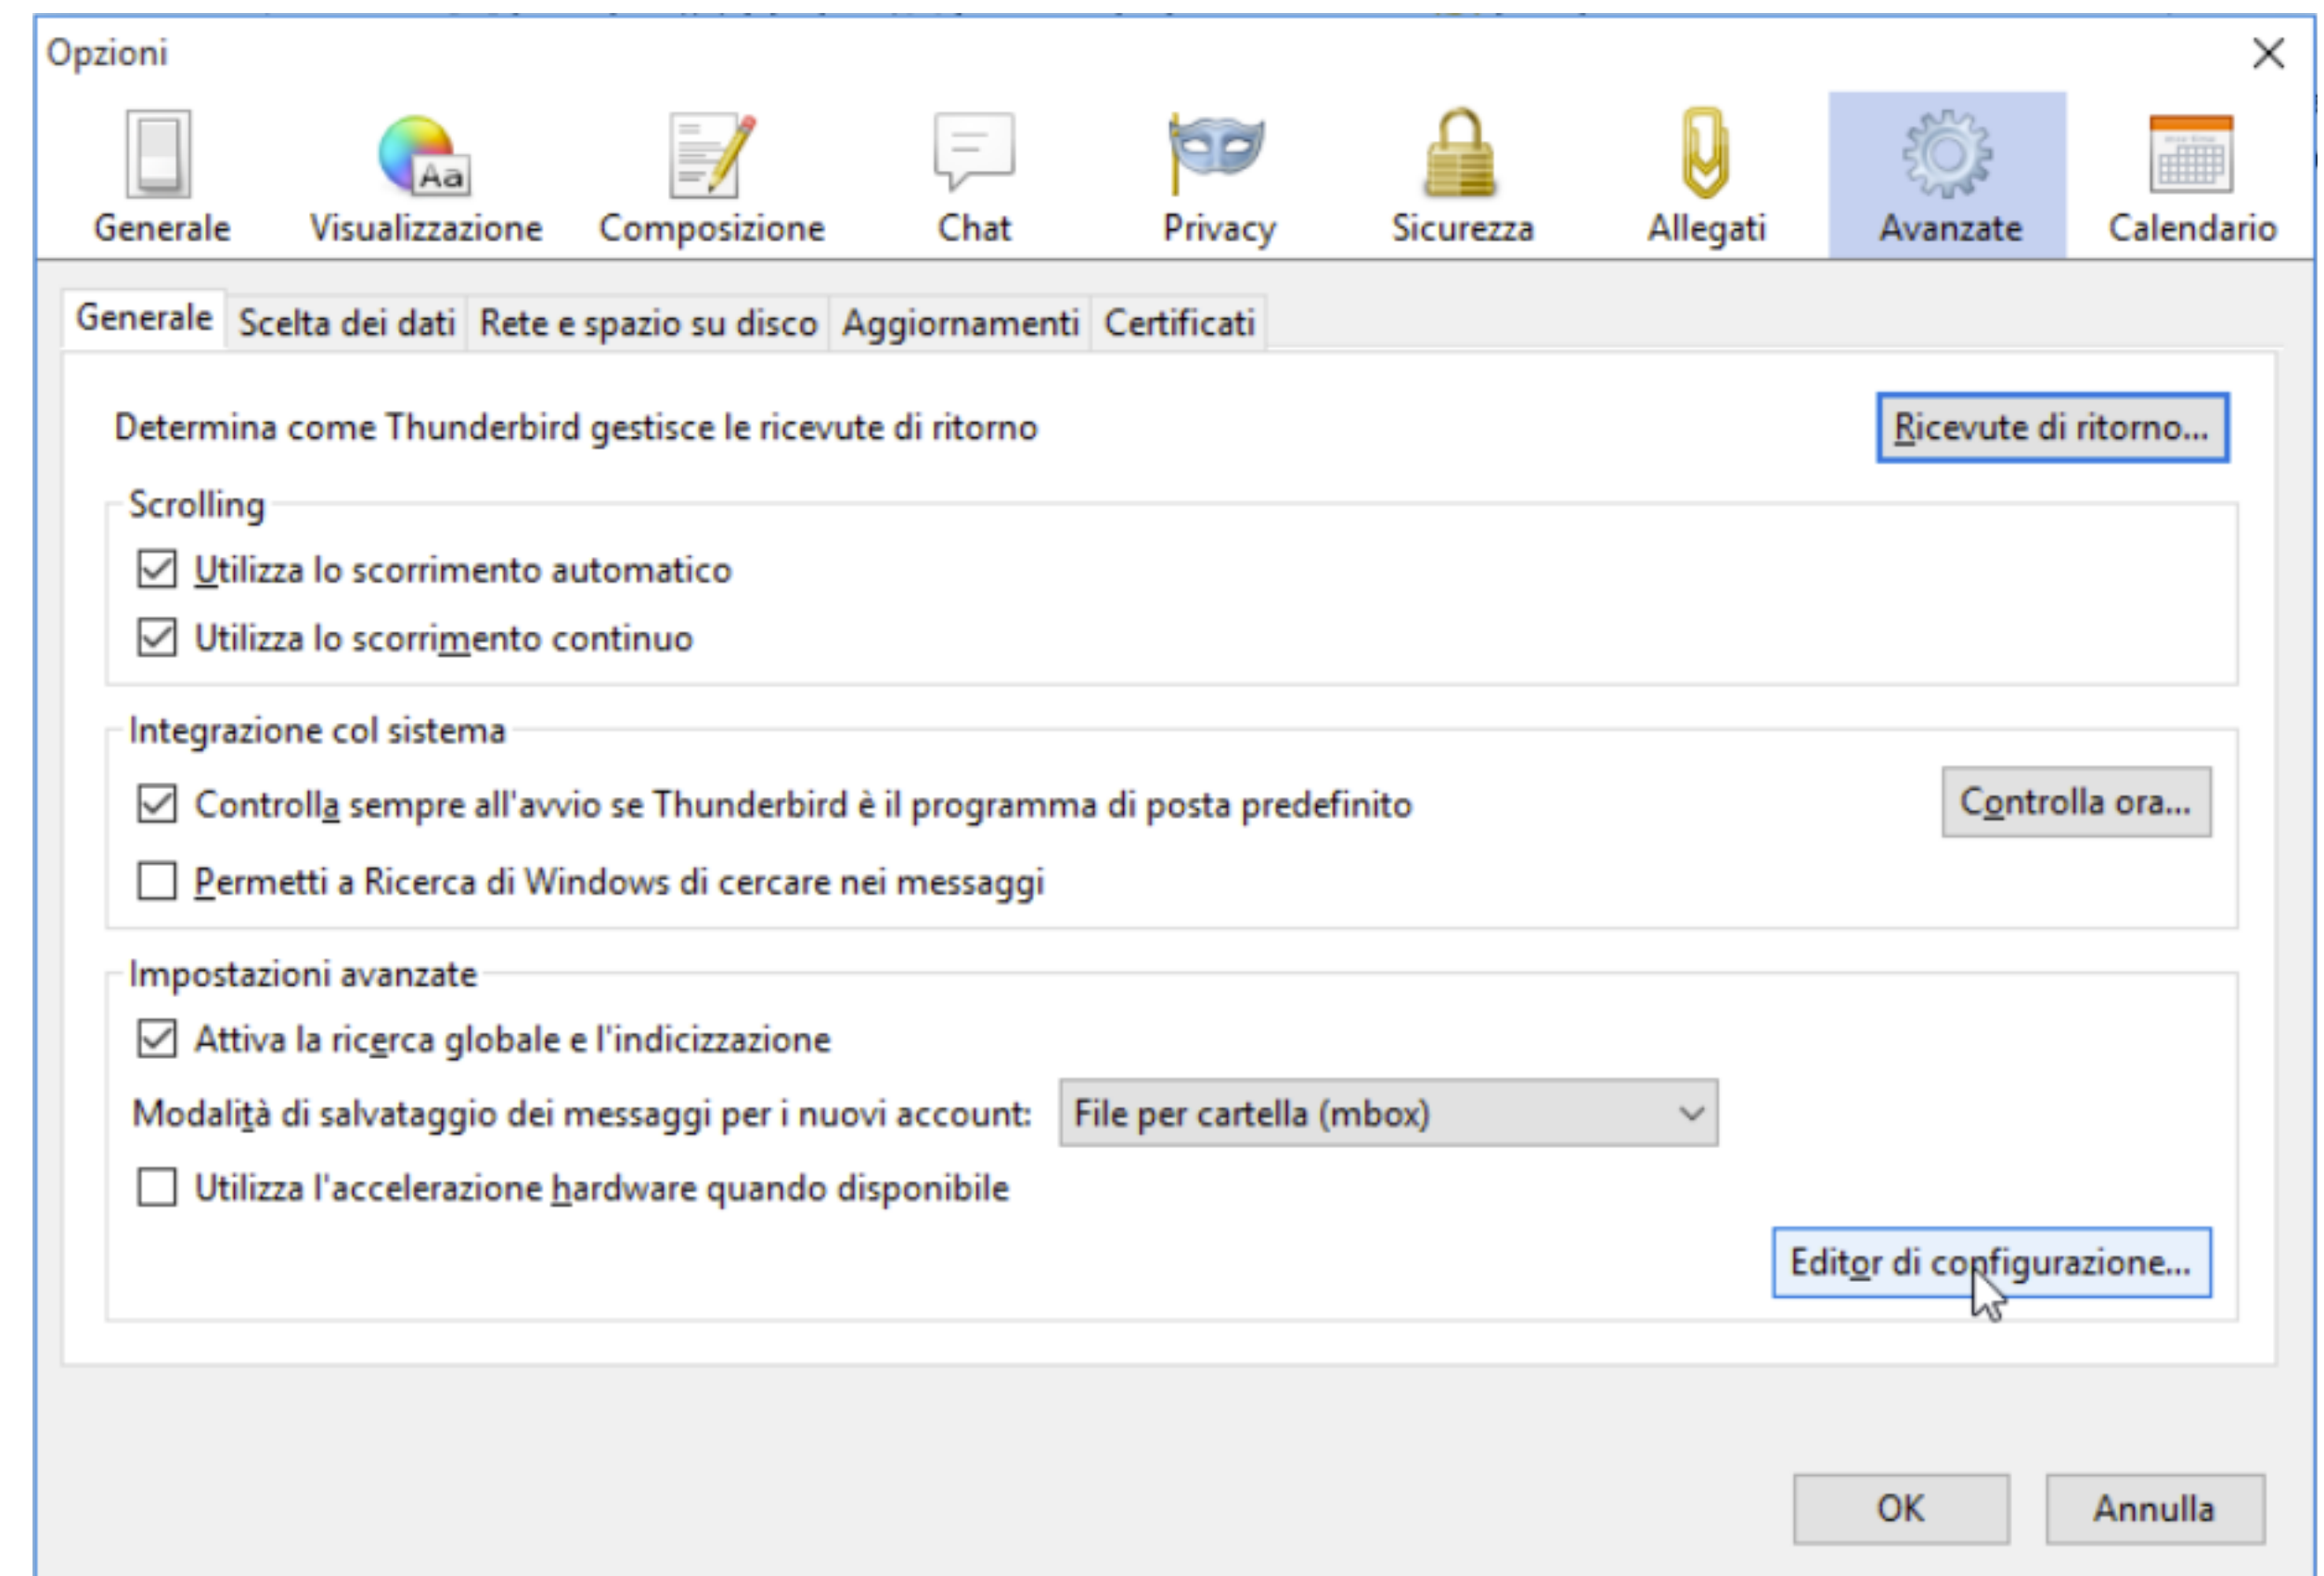 Opzioni
Aa
Generale Visualizzazione Composizione Chat Privacy Sicurezza Allegati Avanzate Calendario
Generale Scelta dei dati Rete e spazio su disco Aggiornamenti Certificati
Determina come Thunderbird gestisce le ricevute di ritorno Ricevute di ritorno...
Scrolling
Utilizza lo scorrimento automatico
Utilizza lo scorrimento continuo
Integrazione col sistema
Controlla sempre all'avvio se Thunderbird è il programma di posta predefinito Controlla ora...
Permetti a Ricerca di Windows di cercare nei messaggi
Impostazioni avanzate
Attiva la ricerca globale e l'indicizzazione
Modalità di salvataggio dei messaggi per i nuovi account: File per cartella (mbox)
Utilizza l'accelerazione hardware quando disponibile
Editor di configurazione...
OK Annulla